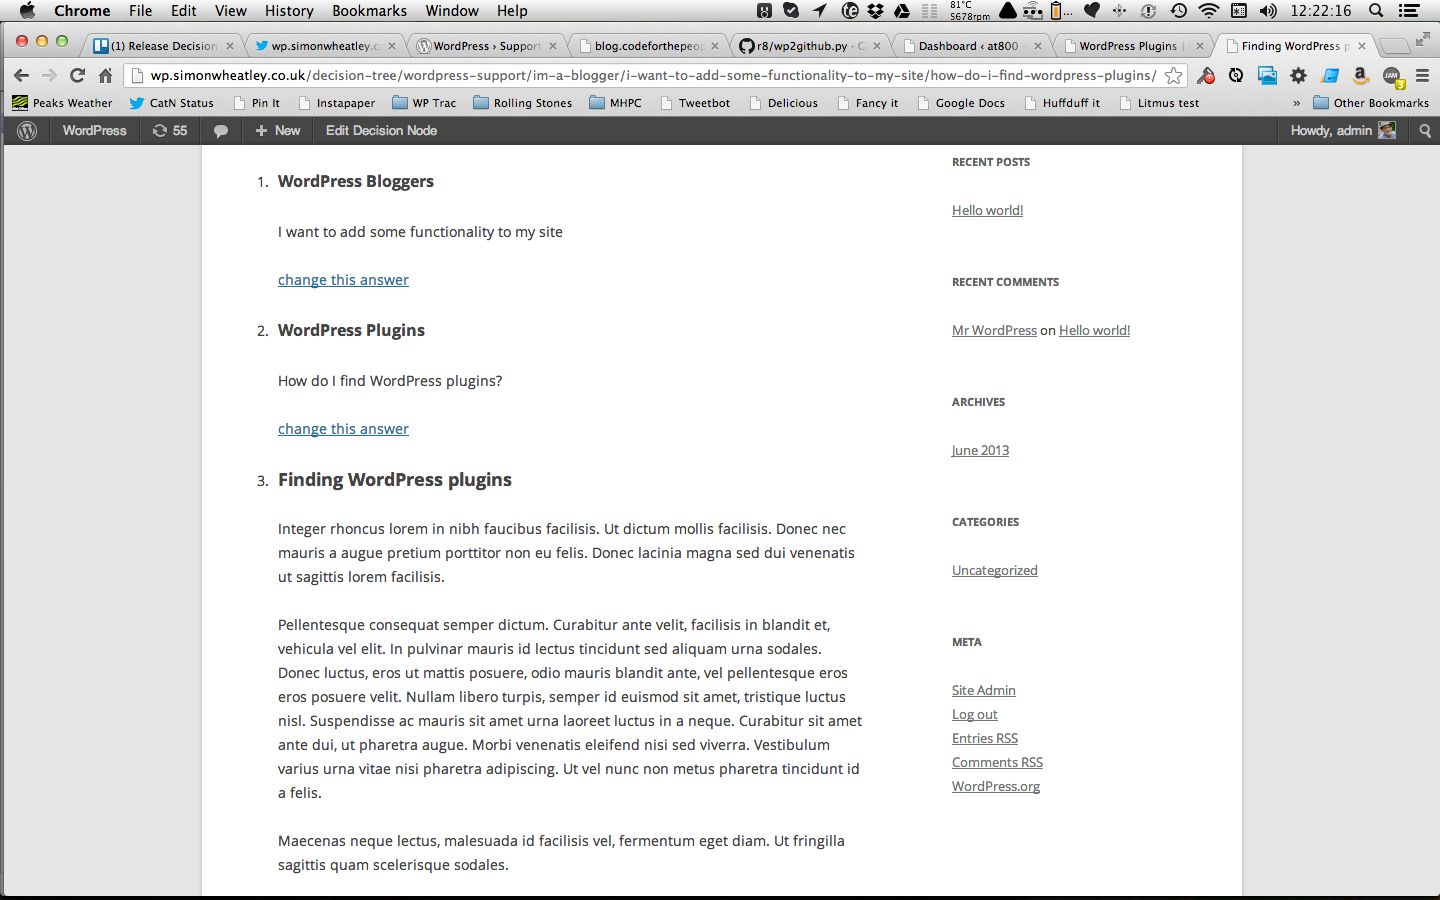 Chrome File Edit View History Bookmarks Window Help 81°C 5678rpm ... 12:22:16
(1) Release Decision wp.simonwheatley.c WordPress › Support blog.codeforthepeop r8/wp2github.py · G Dashboard ‹ at800 — WordPress Plugins | Finding WordPress p
wp.simonwheatley.co.uk/decision-tree/wordpress-support/im-a-blogger/i-want-to-add-some-functionality-to-my-site/how-do-i-find-wordpress-plugins/ JAM 3
Peaks Weather CatN Status Pin It Instapaper WP Trac Rolling Stones MHPC Tweetbot Delicious Fancy it Google Docs Huffduff it Litmus test » Other Bookmarks
WordPress 55 + New Edit Decision Node Howdy, admin
1. WordPress Bloggers
I want to add some functionality to my site
change this answer
2. WordPress Plugins
How do I find WordPress plugins?
change this answer
3. Finding WordPress plugins
Integer rhoncus lorem in nibh faucibus facilisis. Ut dictum mollis facilisis. Donec nec
mauris a augue pretium porttitor non eu felis. Donec lacinia magna sed dui venenatis
ut sagittis lorem facilisis.
Pellentesque consequat semper dictum. Curabitur ante velit, facilisis in blandit et,
vehicula vel elit. In pulvinar mauris id lectus tincidunt sed aliquam urna sodales.
Donec luctus, eros ut mattis posuere, odio mauris blandit ante, vel pellentesque eros
eros posuere velit. Nullam libero turpis, semper id euismod sit amet, tristique luctus
nisl. Suspendisse ac mauris sit amet urna laoreet luctus in a neque. Curabitur sit amet
ante dui, ut pharetra augue. Morbi venenatis eleifend nisi sed viverra. Vestibulum
varius urna vitae nisi pharetra adipiscing. Ut vel nunc non metus pharetra tincidunt id
a felis.
Maecenas neque lectus, malesuada id facilisis vel, fermentum eget diam. Ut fringilla
sagittis quam scelerisque sodales.
RECENT POSTS
Hello world!
RECENT COMMENTS
Mr WordPress on Hello world!
ARCHIVES
June 2013
CATEGORIES
Uncategorized
META
Site Admin
Log out
Entries RSS
Comments RSS
WordPress.org